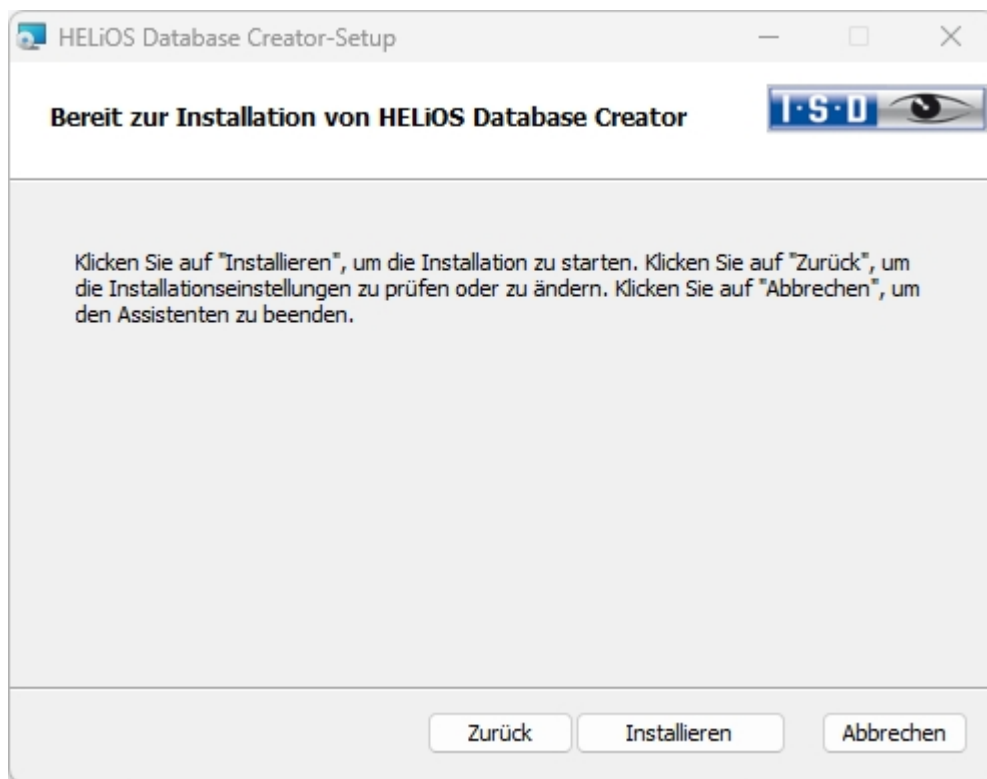 HELiOS Database Creator-Setup
Bereit zur Installation von HELiOS Database Creator
I·S·D
Klicken Sie auf "Installieren", um die Installation zu starten. Klicken Sie auf "Zurück", um
die Installationseinstellungen zu prüfen oder zu ändern. Klicken Sie auf "Abbrechen", um
den Assistenten zu beenden.
Zurück Installieren Abbrechen